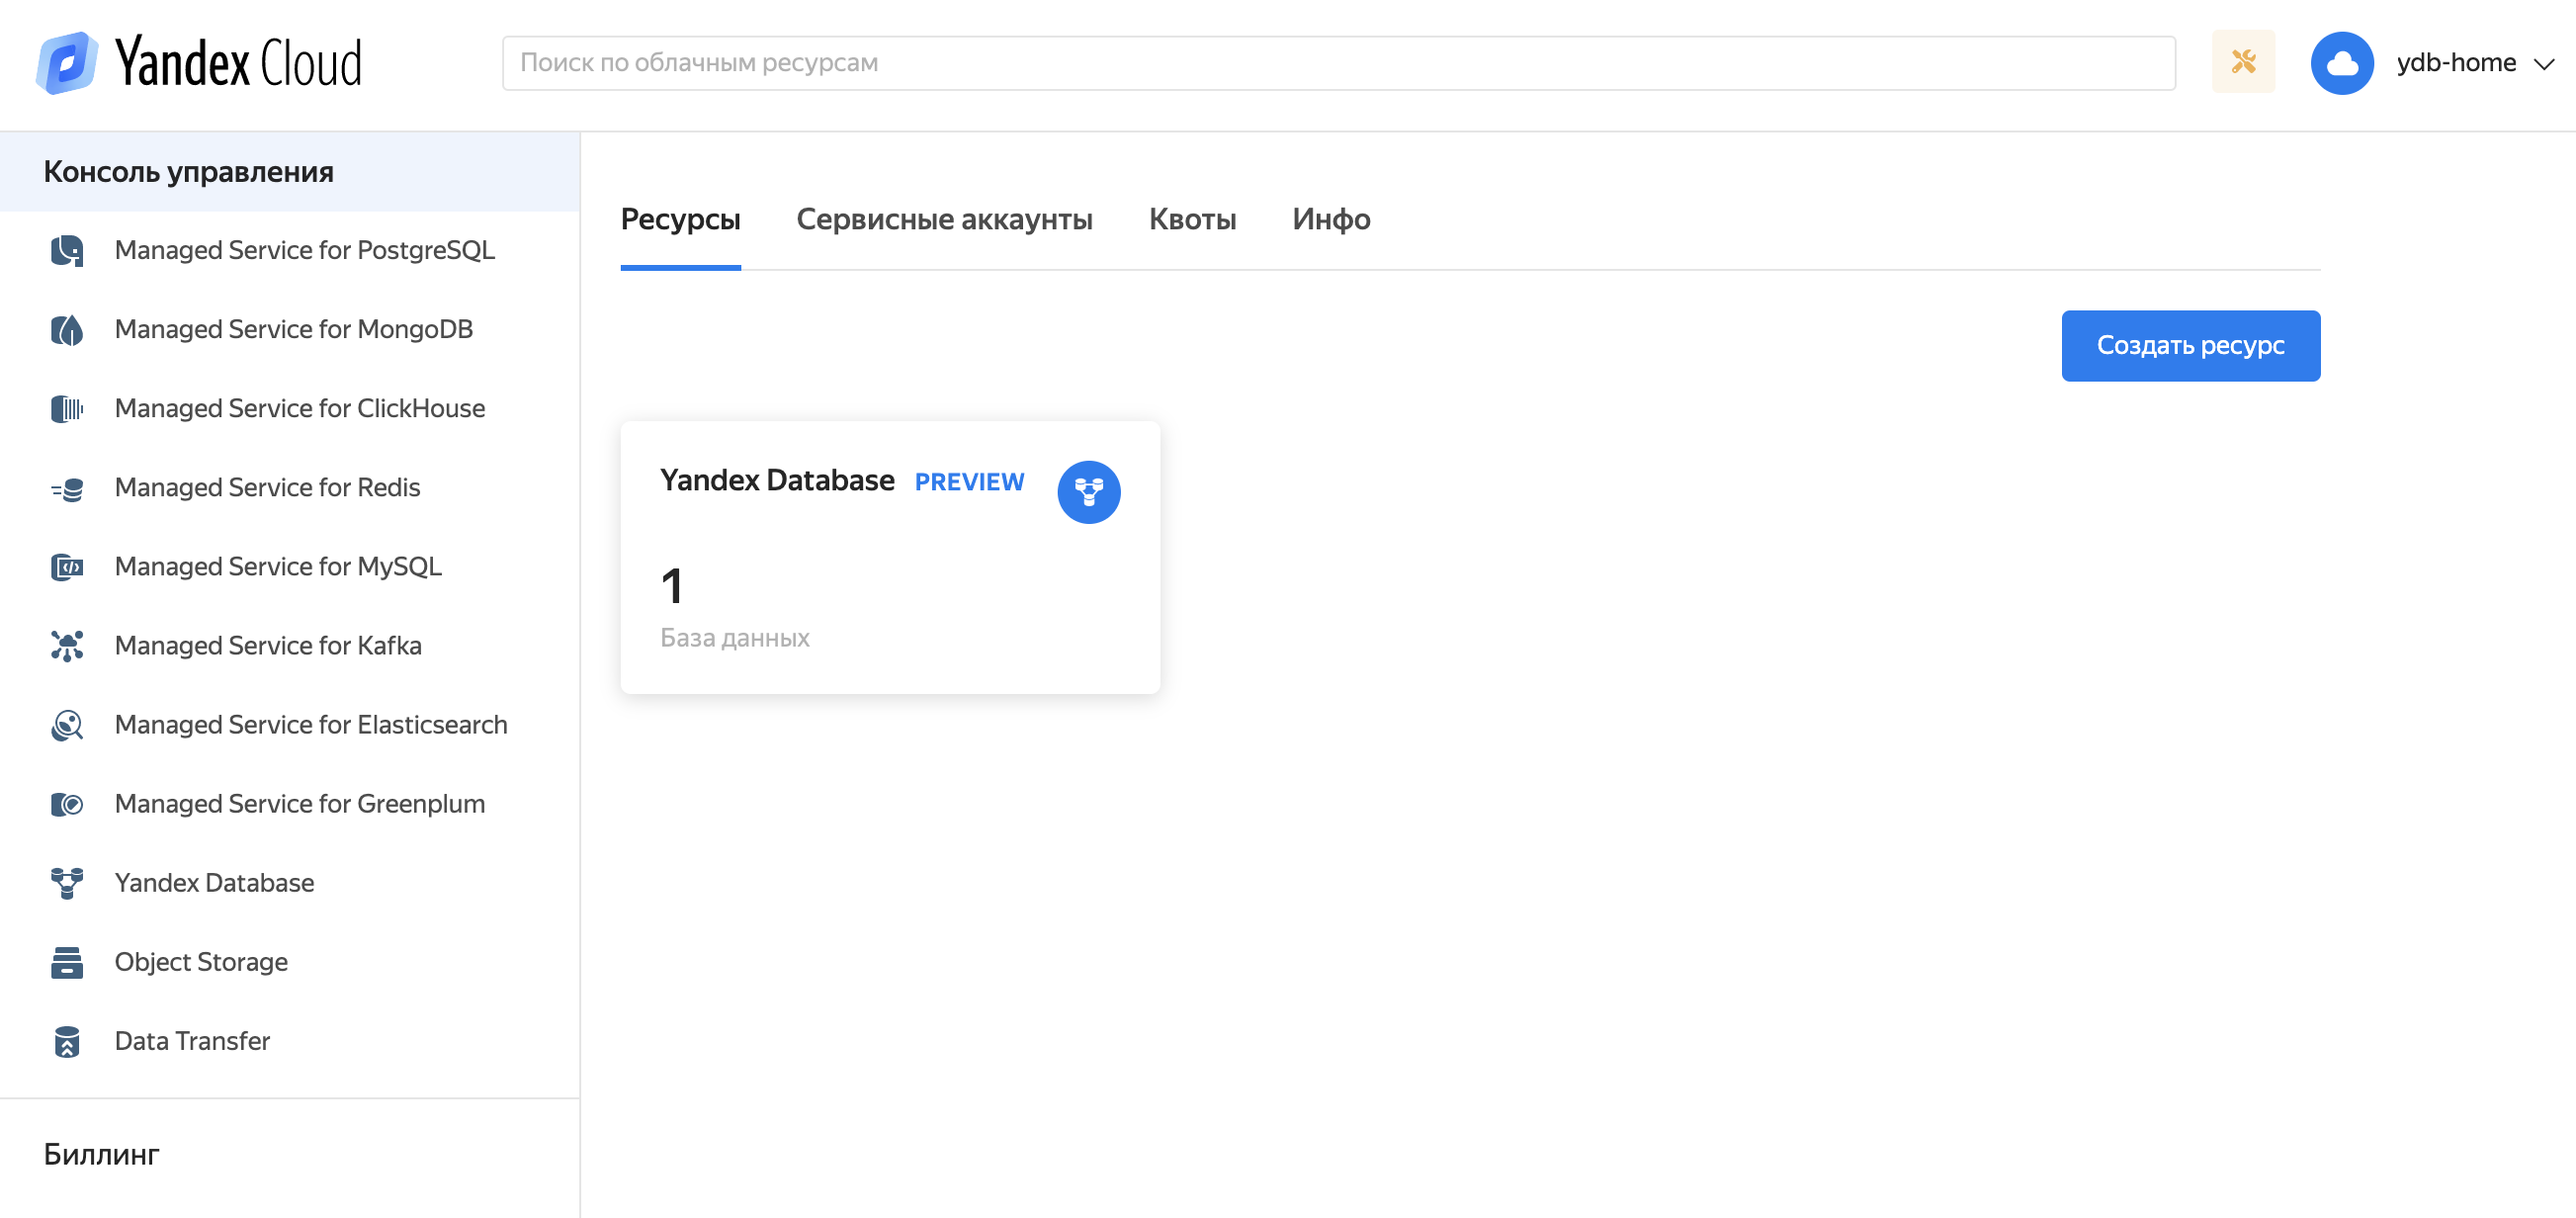 Yandex Cloud
Поиск по облачным ресурсам
ydb-home
Консоль управления
Managed Service for PostgreSQL
Managed Service for MongoDB
Managed Service for ClickHouse
Managed Service for Redis
Managed Service for MySQL
Managed Service for Kafka
Managed Service for Elasticsearch
Managed Service for Greenplum
Yandex Database
Object Storage
Data Transfer
Биллинг
Ресурсы Сервисные аккаунты Квоты Инфо
Создать ресурс
Yandex Database PREVIEW
1
База данных